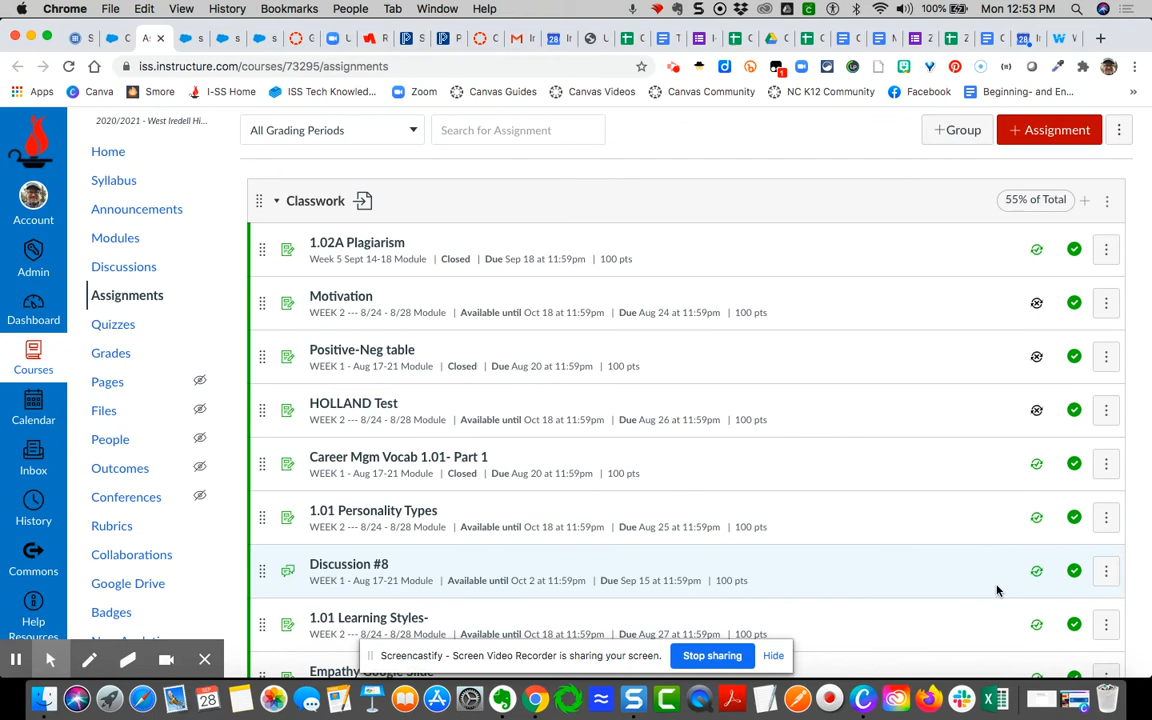 Chrome File Edit View History Bookmarks People Tab Window Help 100% Mon 12:53 PM
iss.instructure.com/courses/73295/assignments
Apps Canva Smore I-SS Home ISS Tech Knowled... Zoom Canvas Guides Canvas Videos Canvas Community NC K12 Community Facebook Beginning- and En... »
2020/2021 - West Iredell Hi...
All Grading Periods Search for Assignment +Group + Assignment
Home
Syllabus
Announcements
Modules
Discussions
Assignments
Quizzes
Grades
Pages
Files
People
Outcomes
Conferences
Rubrics
Collaborations
Google Drive
Badges
Account
Admin
Dashboard
Courses
Calendar
Inbox
History
Commons
Help
Resources
Classwork 55% of Total
1.02A Plagiarism
Week 5 Sept 14-18 Module | Closed | Due Sep 18 at 11:59pm | 100 pts
Motivation
WEEK 2 --- 8/24 - 8/28 Module | Available until Oct 18 at 11:59pm | Due Aug 24 at 11:59pm | 100 pts
Positive-Neg table
WEEK 1 - Aug 17-21 Module | Closed | Due Aug 20 at 11:59pm | 100 pts
HOLLAND Test
WEEK 2 --- 8/24 - 8/28 Module | Available until Oct 18 at 11:59pm | Due Aug 26 at 11:59pm | 100 pts
Career Mgm Vocab 1.01- Part 1
WEEK 1 - Aug 17-21 Module | Closed | Due Aug 20 at 11:59pm | 100 pts
1.01 Personality Types
WEEK 2 --- 8/24 - 8/28 Module | Available until Oct 18 at 11:59pm | Due Aug 25 at 11:59pm | 100 pts
Discussion #8
WEEK 1 - Aug 17-21 Module | Available until Oct 2 at 11:59pm | Due Sep 15 at 11:59pm | 100 pts
1.01 Learning Styles-
WEEK 2 --- 8/24 - 8/28 Module | Available until Oct 18 at 11:59pm | Due Aug 27 at 11:59pm | 100 pts
Empathy Google Slide
Screencastify - Screen Video Recorder is sharing your screen. Stop sharing Hide
SEP
28